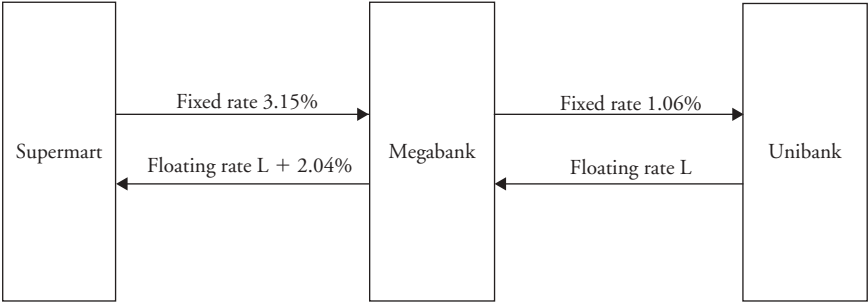 Fixed rate 3.15%
Fixed rate 1.06%
Supermart
Megabank
Unibank
Floating rate L + 2.04%
Floating rate L